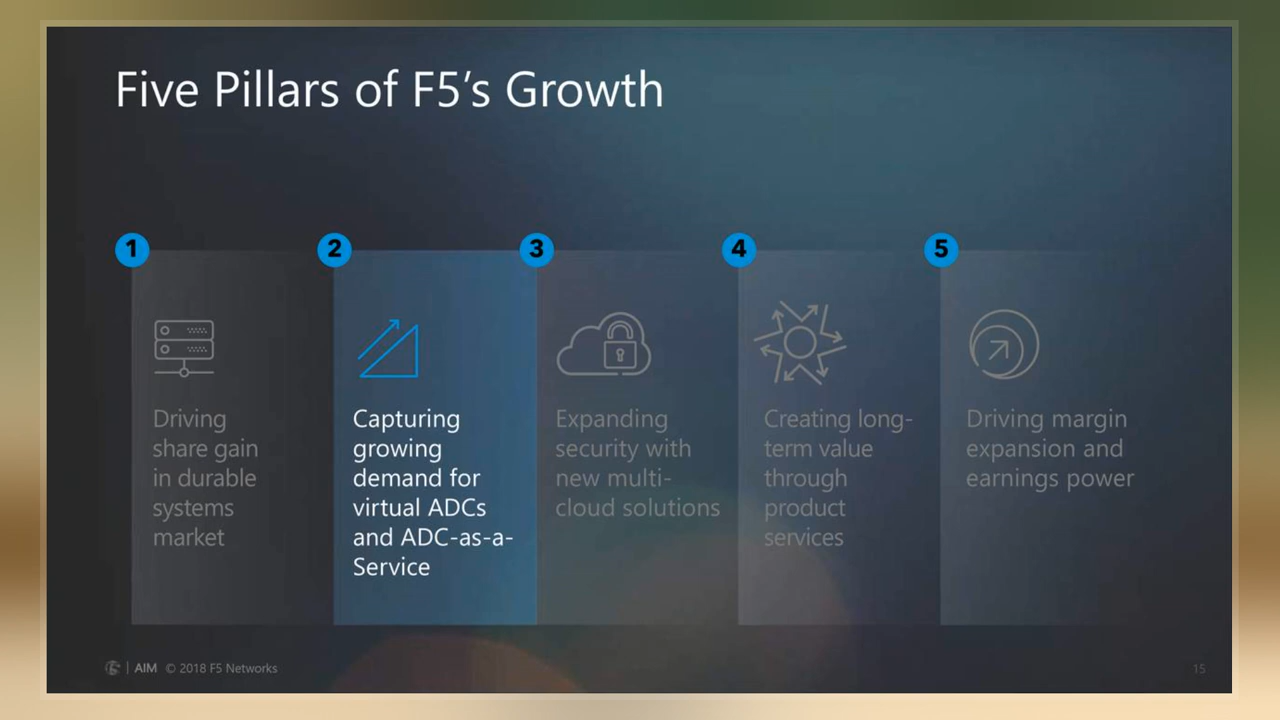 Five Pillars of F5's Growth
1
2
3
4
5
Driving
share gain
in durable
systems
market
Capturing
growing
demand for
virtual ADCs
and ADC-as-a-
Service
Expanding
security with
new multi-
cloud solutions
Creating long-
term value
through
product
services
Driving margin
expansion and
earnings power
| AIM © 2018 F5 Networks
15